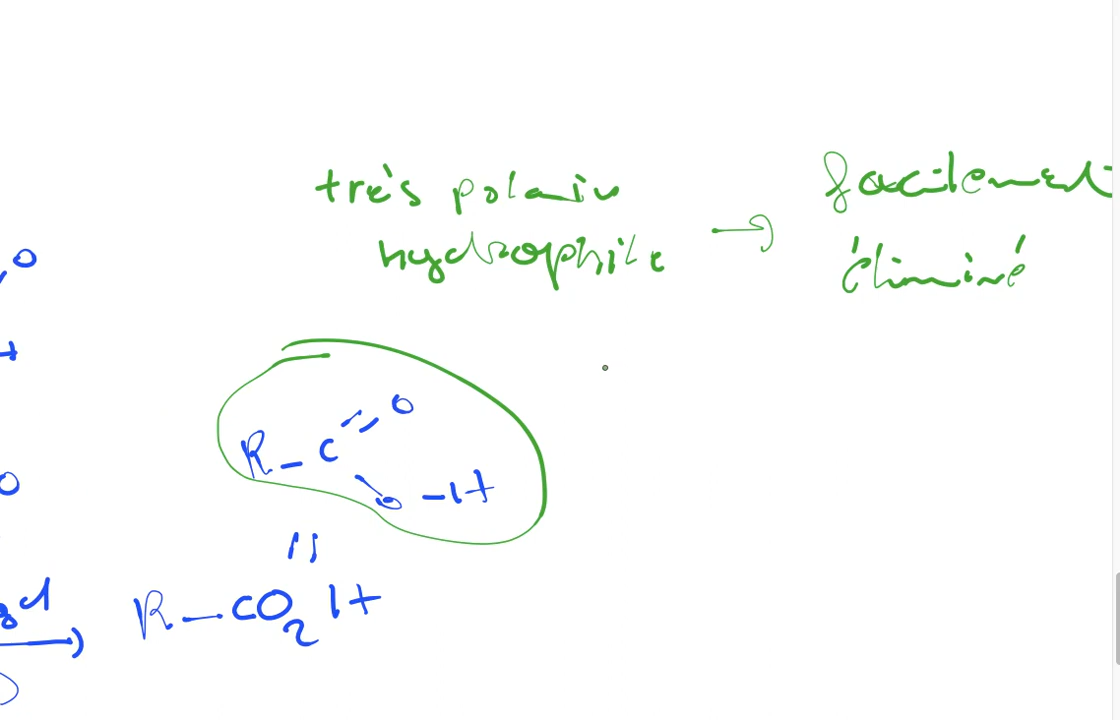 très polaire → facilement
hydrophile éliminé
O
R - C = O
O - H
O
R - CO2H